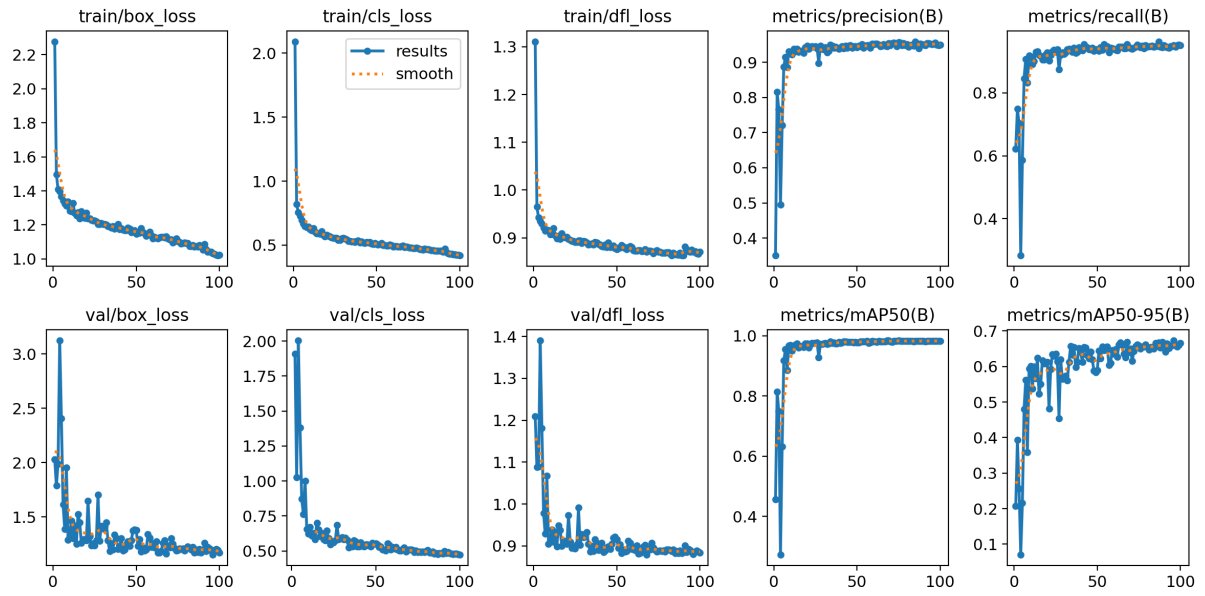 train/box_loss
train/cls_loss
train/dfl_loss
metrics/precision(B)
metrics/recall(B)
2.2
2.0
1.8
1.6
1.4
1.2
1.0
0 50 100
2.0
1.5
1.0
0.5
results
smooth
0 50 100
1.3
1.2
1.1
1.0
0.9
0 50 100
0.9
0.8
0.7
0.6
0.5
0.4
0 50 100
0.8
0.6
0.4
0 50 100
val/box_loss
val/cls_loss
val/dfl_loss
metrics/mAP50(B)
metrics/mAP50-95(B)
3.0
2.5
2.0
1.5
0 50 100
2.00
1.75
1.50
1.25
1.00
0.75
0.50
0 50 100
1.4
1.3
1.2
1.1
1.0
0.9
0 50 100
1.0
0.8
0.6
0.4
0 50 100
0.7
0.6
0.5
0.4
0.3
0.2
0.1
0 50 100